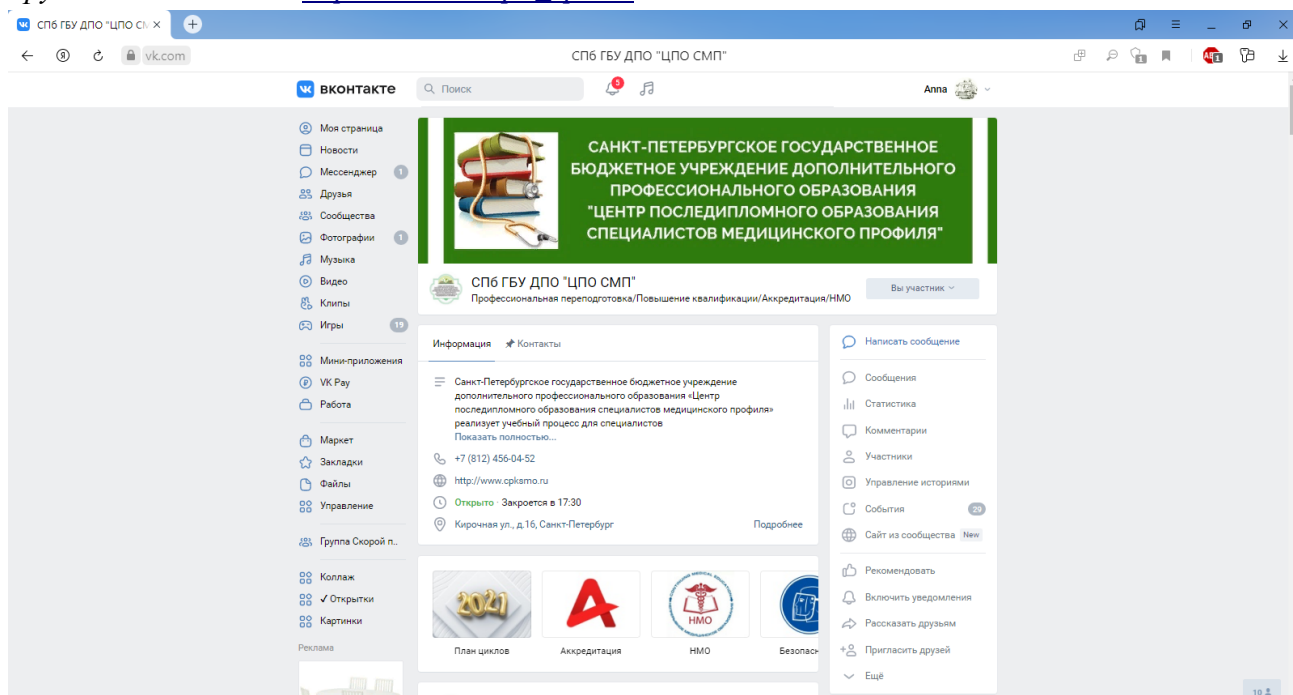 СПб ГБУ ДПО "ЦПО СМ
vk.com
СПб ГБУ ДПО "ЦПО СМП"
1
1
вконтакте
Поиск
5
Anna
Моя страница
Новости
Мессенджер 1
Друзья
Сообщества
Фотографии 1
Музыка
Видео
Клипы
Игры 19
Мини-приложения
VK Pay
Работа
Маркет
Закладки
Файлы
Управление
Группа Скорой п..
Коллаж
✓ Открытки
Картинки
Реклама
САНКТ-ПЕТЕРБУРГСКОЕ ГОСУДАРСТВЕННОЕ
БЮДЖЕТНОЕ УЧРЕЖДЕНИЕ ДОПОЛНИТЕЛЬНОГО
ПРОФЕССИОНАЛЬНОГО ОБРАЗОВАНИЯ
"ЦЕНТР ПОСЛЕДИПЛОМНОГО ОБРАЗОВАНИЯ
СПЕЦИАЛИСТОВ МЕДИЦИНСКОГО ПРОФИЛЯ"
СПб ГБУ ДПО "ЦПО СМП"
Профессиональная переподготовка/Повышение квалификации/Аккредитация/НМО
Вы участник
Информация Контакты
Санкт-Петербургское государственное бюджетное учреждение
дополнительного профессионального образования «Центр
последипломного образования специалистов медицинского профиля»
реализует учебный процесс для специалистов
Показать полностью...
+7 (812) 456-04-52
http://www.cpksmo.ru
Открыто · Закроется в 17:30
Кирочная ул., д.16, Санкт-Петербург Подробнее
2021
НМО
План циклов Аккредитация НМО Безопасн
Написать сообщение
Сообщения
Статистика
Комментарии
Участники
Управление историями
События 29
Сайт из сообщества New
Рекомендовать
Включить уведомления
Рассказать друзьям
Пригласить друзей
Ещё
10